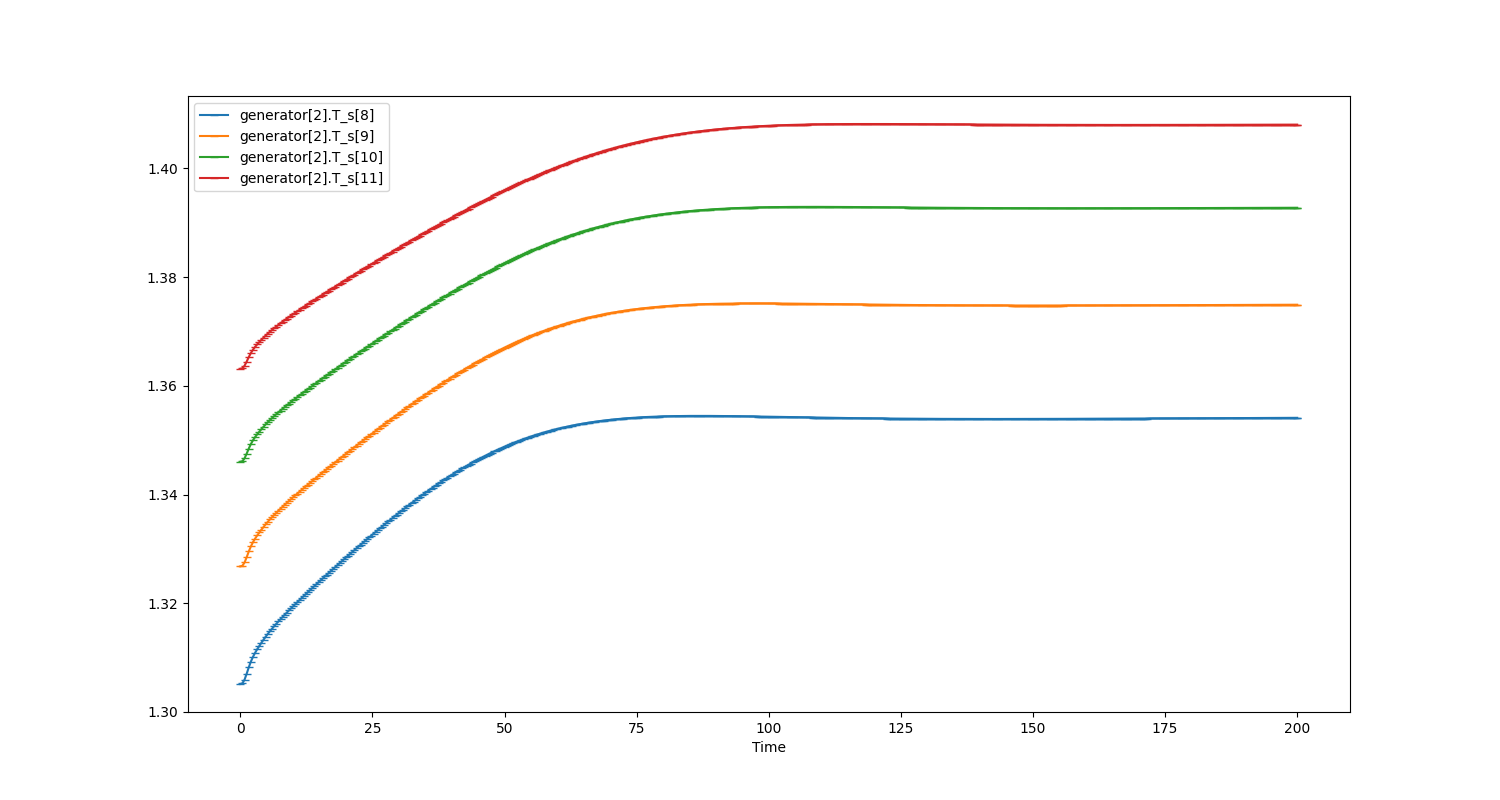 generator[2].T_s[8]
generator[2].T_s[9]
generator[2].T_s[10]
generator[2].T_s[11]
1.40
1.38
1.36
1.34
1.32
1.30
0 25 50 75 100 125 150 175 200
Time